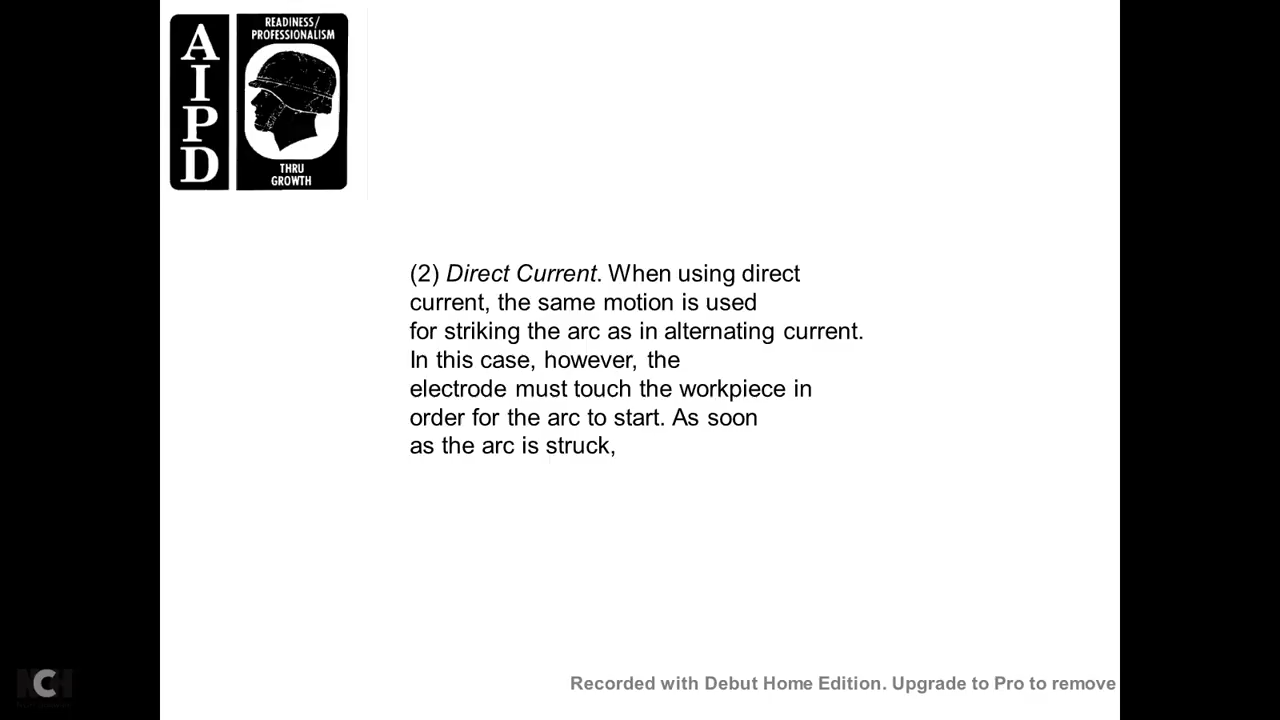 AIPD
READINESS/
PROFESSIONALISM
THRU
GROWTH
(2) Direct Current. When using direct
current, the same motion is used
for striking the arc as in alternating current.
In this case, however, the
electrode must touch the workpiece in
order for the arc to start. As soon
as the arc is struck,
NCH
Recorded with Debut Home Edition. Upgrade to Pro to remove